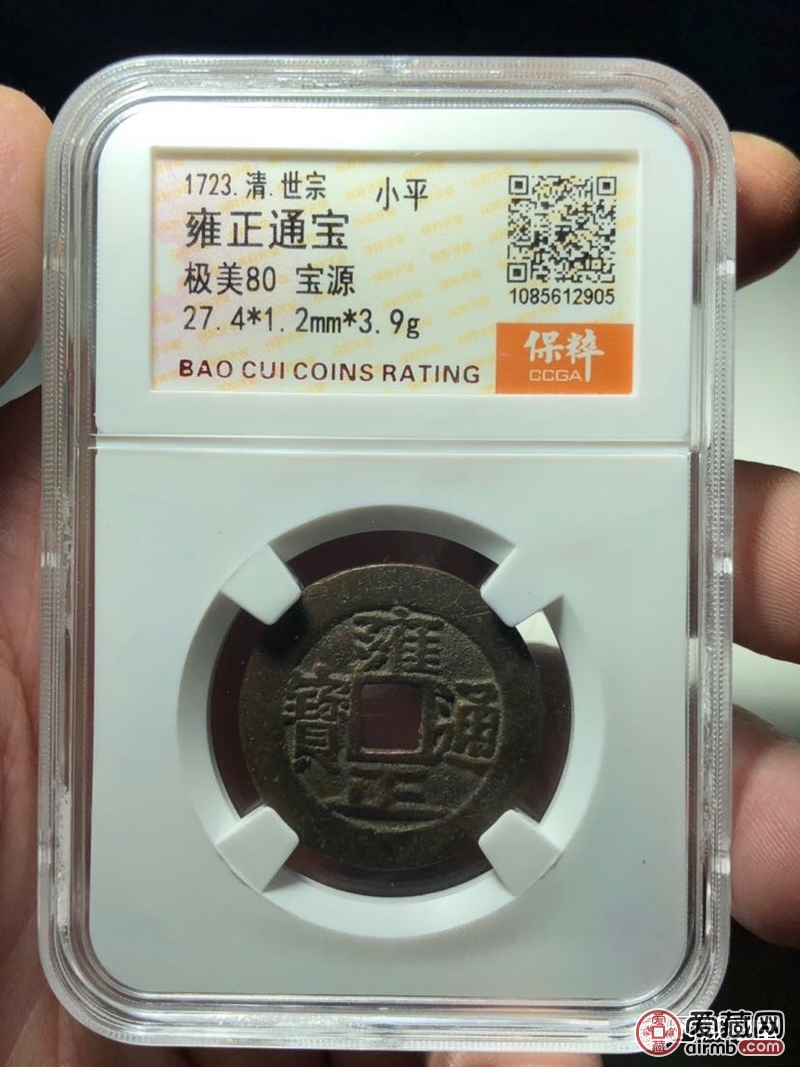 1723.清.世宗 小平
雍正通宝
极美80 宝源
27.4*1.2mm*3.9g
BAO CUI COINS RATING
1085612905
保粹
CCGA
雍
寶 通
正
爱藏网
airmb.com